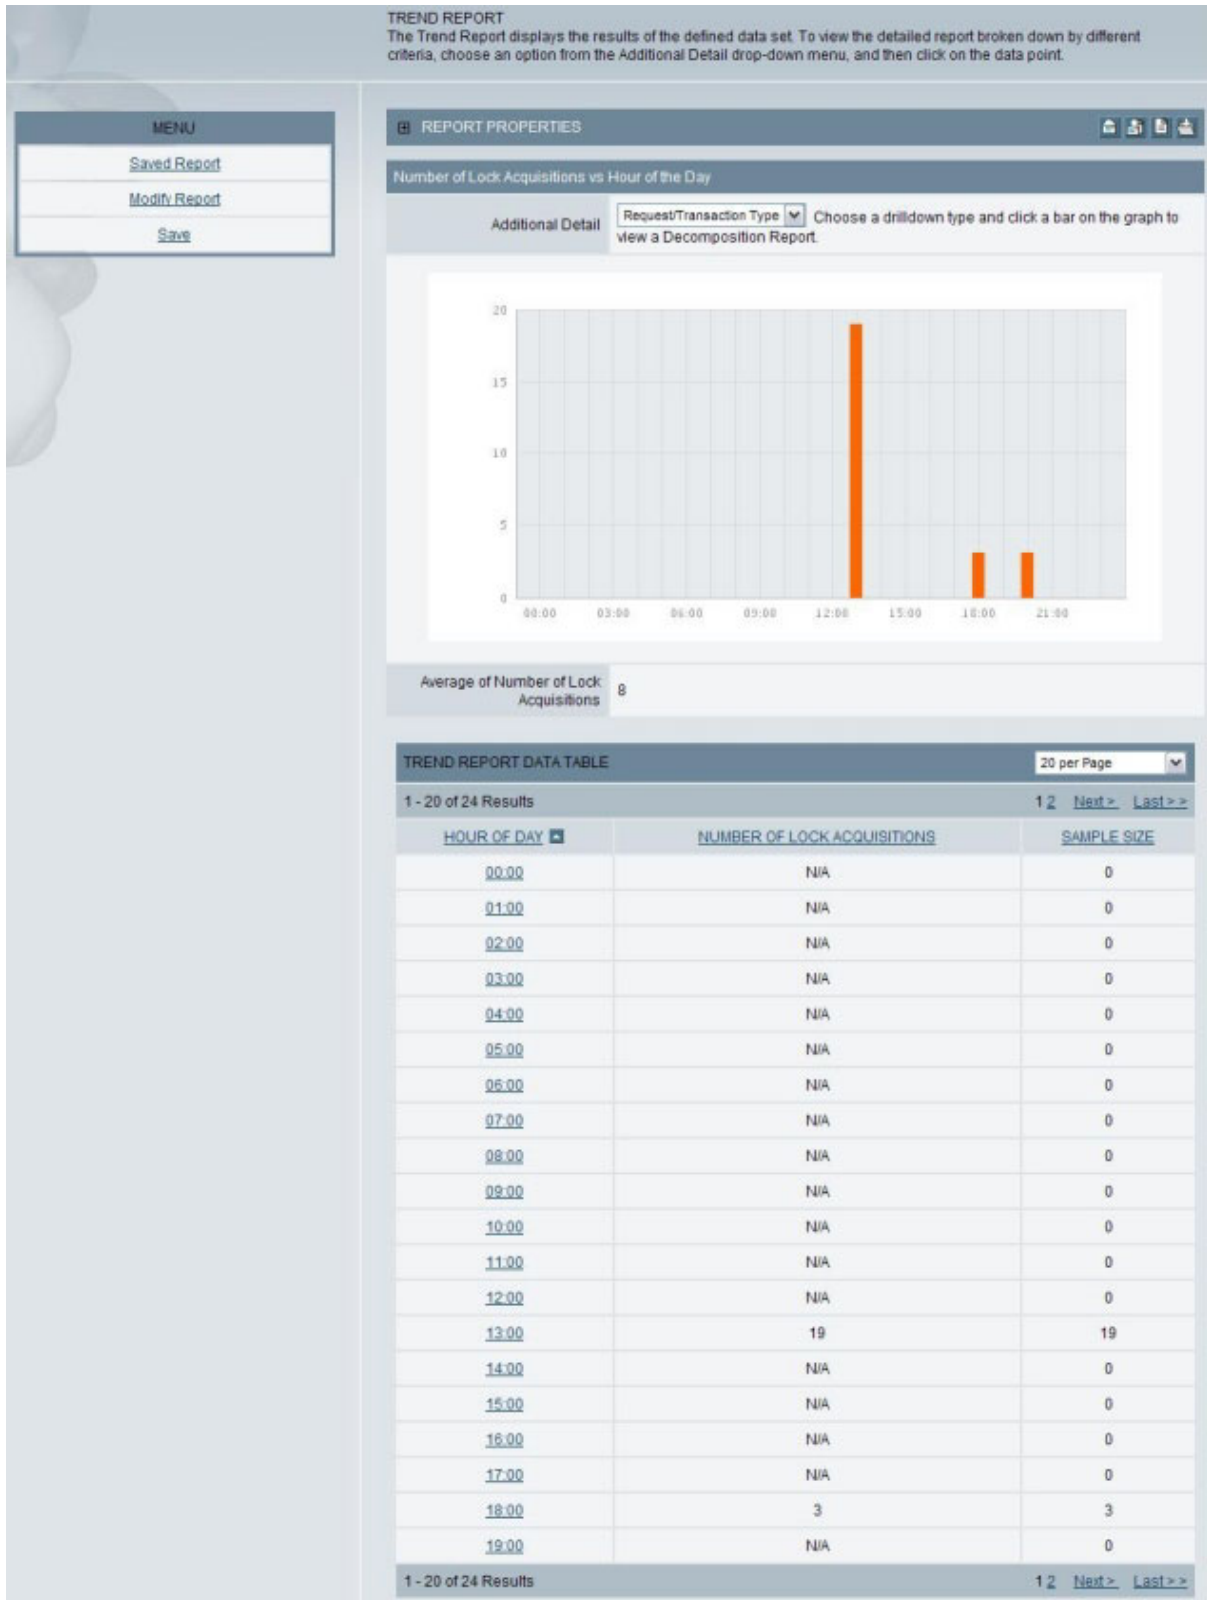 TREND REPORT
The Trend Report displays the results of the defined data set. To view the detailed report broken down by different
criteria, choose an option from the Additional Detail drop-down menu, and then click on the data point.
MENU
Saved Report
Modify Report
Save
REPORT PROPERTIES
Number of Lock Acquisitions vs Hour of the Day
Additional Detail
Request/Transaction Type Choose a drilldown type and click a bar on the graph to
view a Decomposition Report.
20
15
10
5
0
00:00 03:00 06:00 09:00 12:00 15:00 18:00 21:00
Average of Number of Lock
Acquisitions
8
TREND REPORT DATA TABLE 20 per Page
1 - 20 of 24 Results 1 2 Next > Last > >
HOUR OF DAY NUMBER OF LOCK ACQUISITIONS SAMPLE SIZE
00:00 N/A 0
01:00 N/A 0
02:00 N/A 0
03:00 N/A 0
04:00 N/A 0
05:00 N/A 0
06:00 N/A 0
07:00 N/A 0
08:00 N/A 0
09:00 N/A 0
10:00 N/A 0
11:00 N/A 0
12:00 N/A 0
13:00 19 19
14:00 N/A 0
15:00 N/A 0
16:00 N/A 0
17:00 N/A 0
18:00 3 3
19:00 N/A 0
1 - 20 of 24 Results 1 2 Next > Last > >